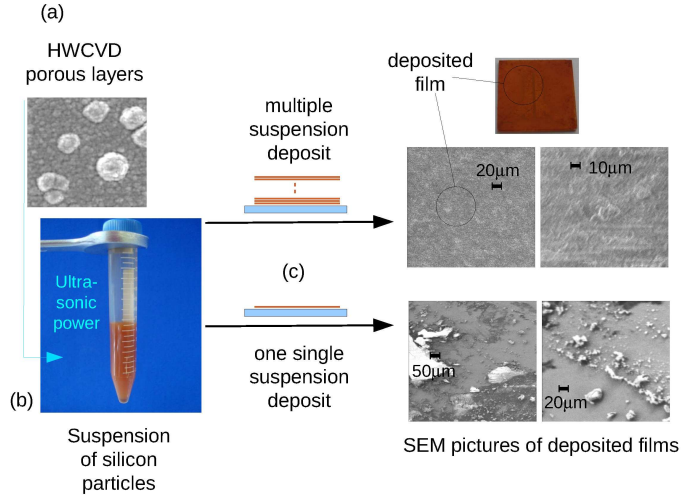 (a)
HWCVD
porous layers
multiple
suspension
deposit
deposited
film
20μm
10μm
Ultra-
sonic
power
(c)
one single
suspension
deposit
50μm
20μm
(b)
Suspension
of silicon
particles
SEM pictures of deposited films